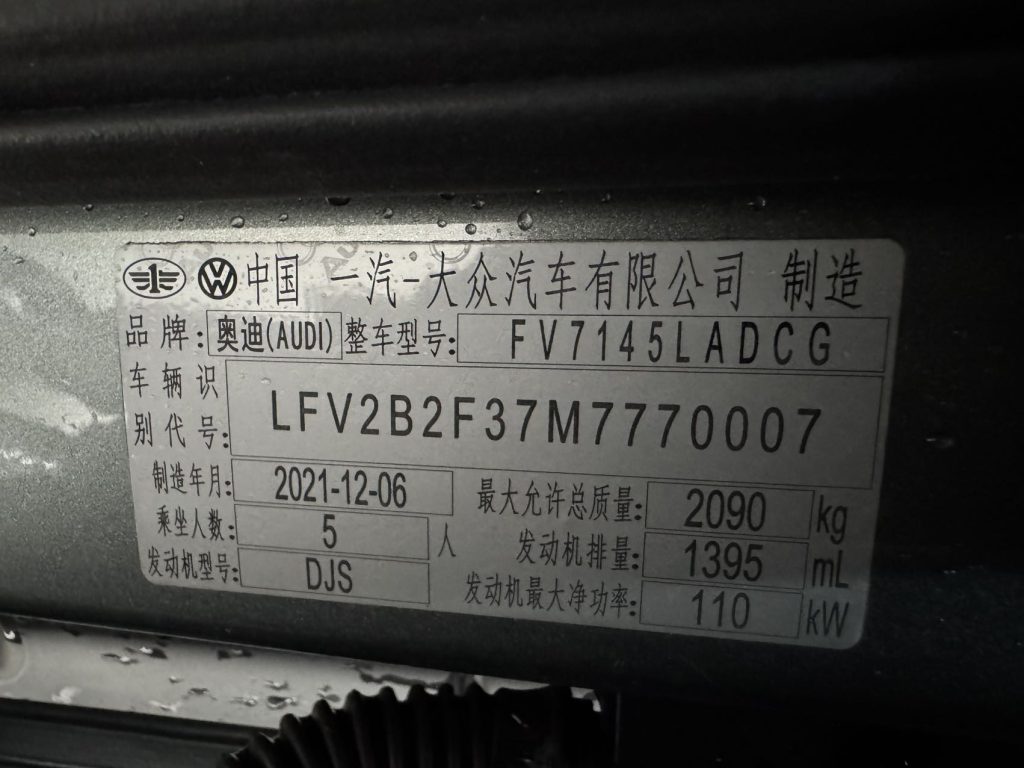 中国 一汽-大众汽车有限公司 制造
品牌: 奥迪(AUDI) 整车型号: FV7145LADCG
车辆识别代号: LFV2B2F37M7770007
制造年月: 2021-12-06 最大允许总质量: 2090 kg
乘坐人数: 5 人 发动机排量: 1395 mL
发动机型号: DJS 发动机最大净功率: 110 kW